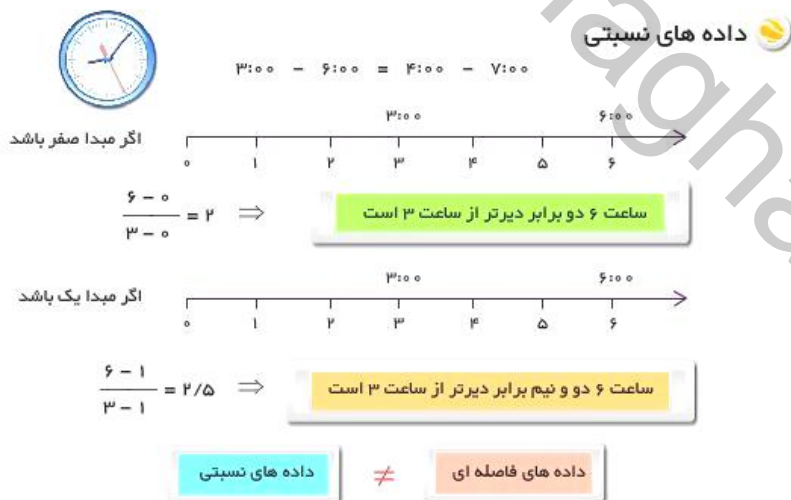 داده های نسبتی
۳:۰۰ - ۶:۰۰ = ۴:۰۰ - ۷:۰۰
۳:۰۰ ۶:۰۰
اگر مبدا صفر باشد
۰ ۱ ۲ ۳ ۴ ۵ ۶
۶ - ۰
۳ - ۰
= ۲ ⇒
ساعت ۶ دو برابر دیرتر از ساعت ۳ است
۳:۰۰ ۶:۰۰
اگر مبدا یک باشد
۰ ۱ ۲ ۳ ۴ ۵ ۶
۶ - ۱
۳ - ۱
= ۲/۵ ⇒
ساعت ۶ دو و نیم برابر دیرتر از ساعت ۳ است
داده های فاصله ای ≠ داده های نسبتی